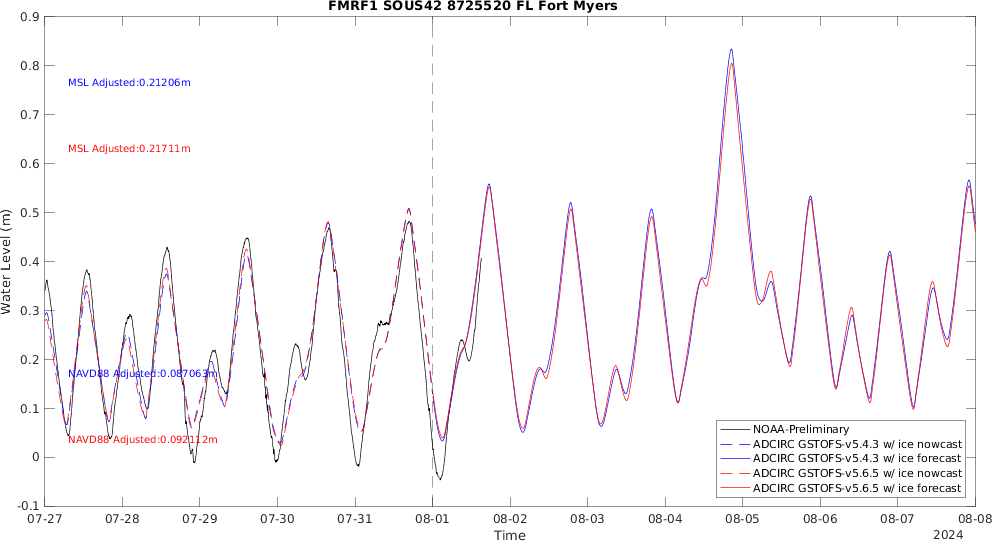 FMRF1 SOUS42 8725520 FL Fort Myers
Water Level (m)
0.9
0.8
0.7
0.6
0.5
0.4
0.3
0.2
0.1
0
-0.1
MSL Adjusted:0.21206m
MSL Adjusted:0.21711m
NAVD88 Adjusted:0.087063m
NAVD88 Adjusted:0.092112m
NOAA-Preliminary
ADCIRC GSTOFS-v5.4.3 w/ ice nowcast
ADCIRC GSTOFS-v5.4.3 w/ ice forecast
ADCIRC GSTOFS-v5.6.5 w/ ice nowcast
ADCIRC GSTOFS-v5.6.5 w/ ice forecast
07-27 07-28 07-29 07-30 07-31 08-01 08-02 08-03 08-04 08-05 08-06 08-07 08-08
Time
2024